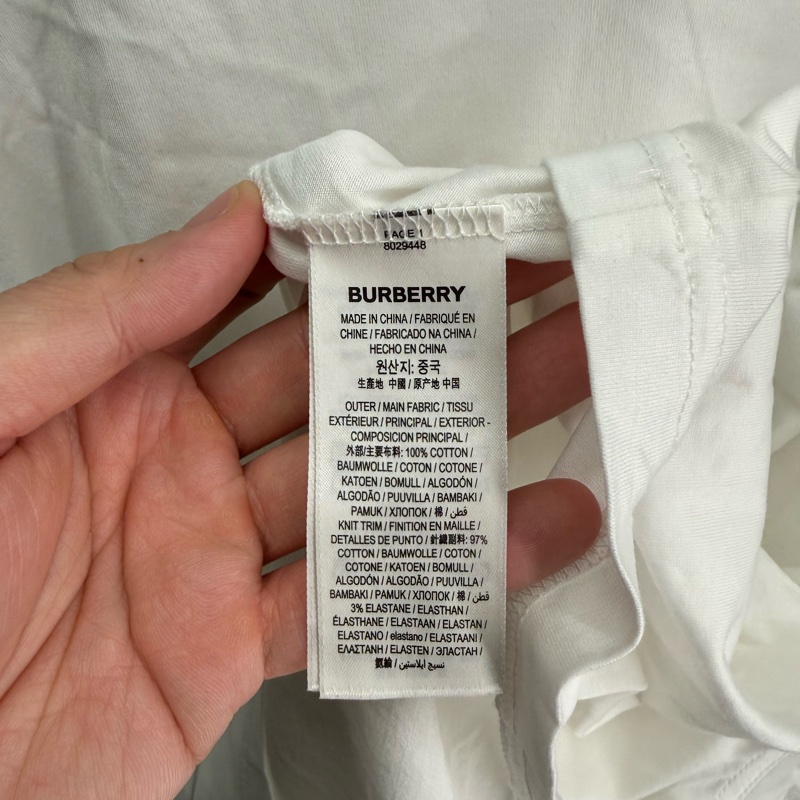 PAGE 1
8029448
BURBERRY
MADE IN CHINA / FABRIQUÉ EN
CHINE / FABRICADO NA CHINA /
HECHO EN CHINA
원산지: 중국
生產地 中國 / 原产地 中国
OUTER / MAIN FABRIC / TISSU
EXTÉRIEUR / PRINCIPAL / EXTERIOR -
COMPOSICION PRINCIPAL /
外部/主要布料: 100% COTTON /
BAUMWOLLE / COTON / COTONE /
KATOEN / BOMULL / ALGODÓN /
ALGODÃO / PUUVILLA / BAMBAKI /
PAMUK / ХЛОПОК / 棉 / قطن /
KNIT TRIM / FINITION EN MAILLE /
DETALLES DE PUNTO / 針織副料: 97%
COTTON / BAUMWOLLE / COTON /
COTONE / KATOEN / BOMULL /
ALGODÓN / ALGODÃO / PUUVILLA /
BAMBAKI / PAMUK / ХЛОПОК / 棉 / قطن /
3% ELASTANE / ELASTHAN /
ÉLASTHANE / ELASTAAN / ELASTAN /
ELASTANO / elastano / ELASTAANI /
ΕΛΑΣΤΑΝΗ / ELASTEN / ЭЛАСТАН /
氨綸 / نسيج ايلاستين